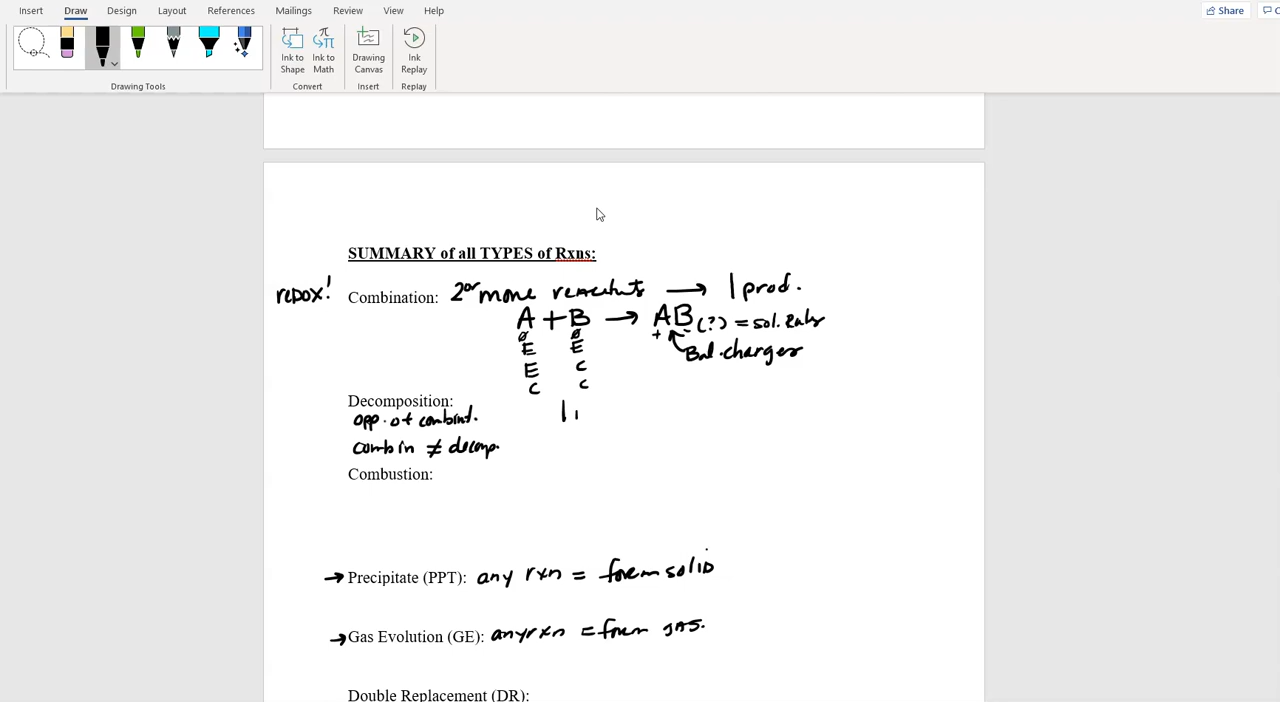 Insert Draw Design Layout References Mailings Review View Help Share
Ink to Shape Ink to Math Drawing Canvas Ink Replay
Drawing Tools Convert Insert Replay
SUMMARY of all TYPES of Rxns:
redox! Combination: 2 or more reactants → 1 prod.
A + B → AB (?) = sol. rules
Ø Ø + -
E E Bal. charges
E C
C C
Decomposition:
opp. of combint. 1
combin ≠ decomp.
Combustion:
→ Precipitate (PPT): any rxn = form solid
→ Gas Evolution (GE): any rxn = form gas.
Double Replacement (DR):